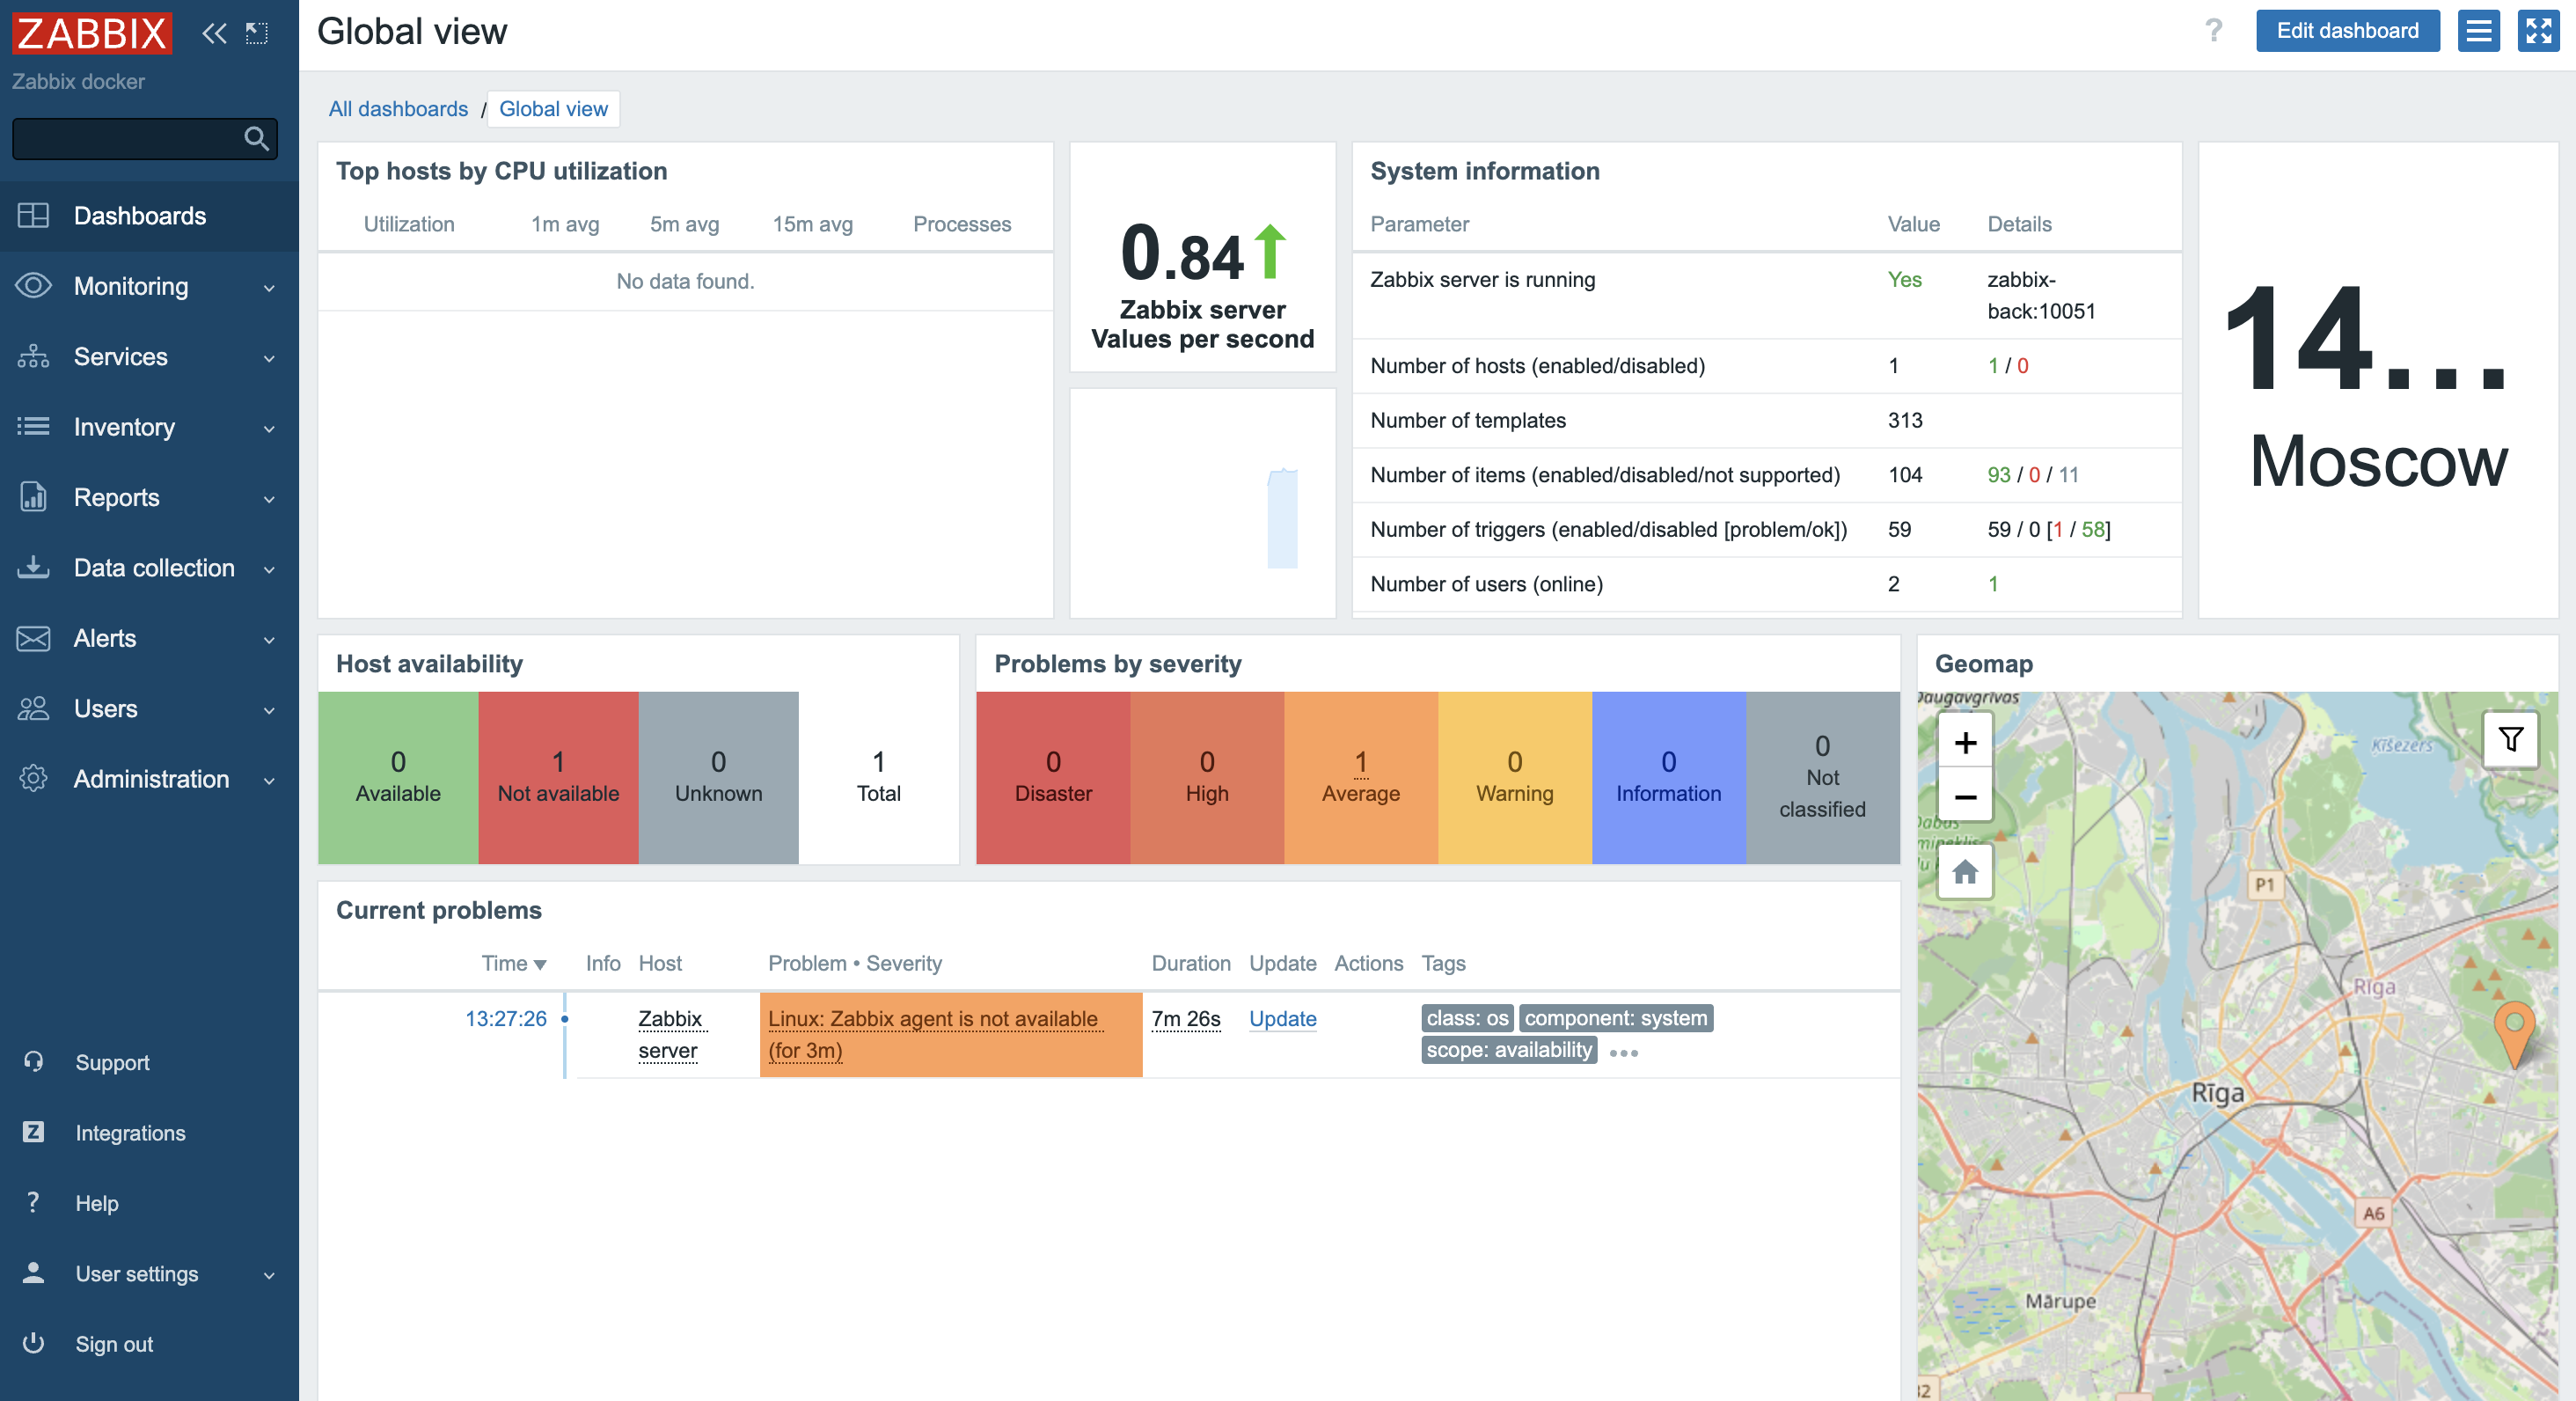 ZABBIX
Zabbix docker
Dashboards
Monitoring
Services
Inventory
Reports
Data collection
Alerts
Users
Administration
Support
Integrations
Help
User settings
Sign out
Global view
?
Edit dashboard
All dashboards / Global view
Top hosts by CPU utilization
Utilization 1m avg 5m avg 15m avg Processes
No data found.
0.84
Zabbix server
Values per second
System information
Parameter Value Details
Zabbix server is running Yes zabbix-
back:10051
Number of hosts (enabled/disabled) 1 1 / 0
Number of templates 313
Number of items (enabled/disabled/not supported) 104 93 / 0 / 11
Number of triggers (enabled/disabled [problem/ok]) 59 59 / 0 [1 / 58]
Number of users (online) 2 1
14...
Moscow
Host availability
0
Available
1
Not available
0
Unknown
1
Total
Problems by severity
0
Disaster
0
High
1
Average
0
Warning
0
Information
0
Not
classified
Current problems
Time Info Host Problem • Severity Duration Update Actions Tags
13:27:26 Zabbix
server
Linux: Zabbix agent is not available
(for 3m)
7m 26s Update
class: os component: system
scope: availability
Geomap
+
−
Ķīšezers
P1
Rīga
Rīga
A6
Mārupe